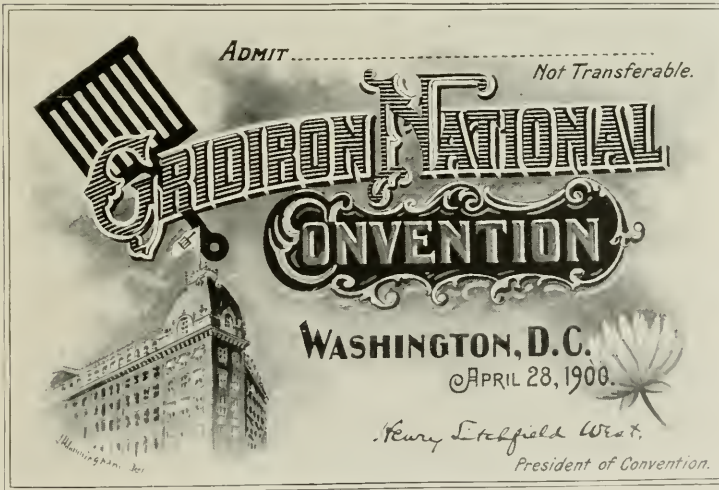 ADMIT........................................
Not Transferable.
GRIDIRON NATIONAL
CONVENTION
WASHINGTON, D.C.
APRIL 28, 1900.
Henry Litchfield West.
President of Convention.